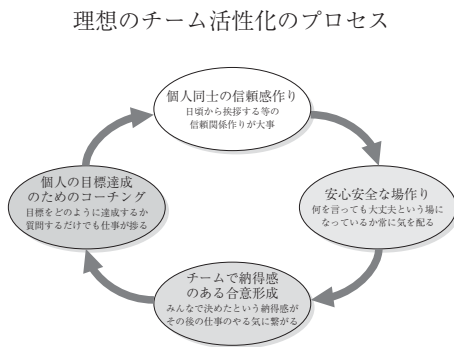 理想のチーム活性化のプロセス
個人同士の信頼感作り
日頃から挨拶する等の
信頼関係作りが大事
安心安全な場作り
何を言っても大丈夫という場に
なっているか常に気を配る
チームで納得感
のある合意形成
みんなで決めたという納得感が
その後の仕事のやる気に繋がる
個人の目標達成
のためのコーチング
目標をどのように達成するか
質問するだけでも仕事が捗る